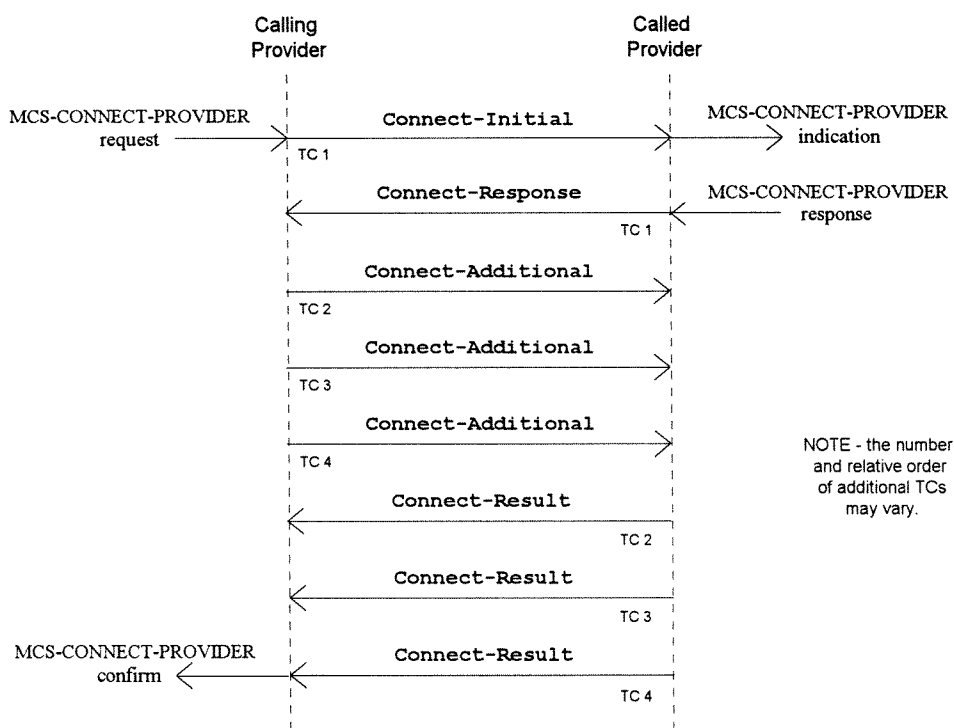 Calling
Provider
Called
Provider
MCS-CONNECT-PROVIDER
request
Connect-Initial
TC 1
MCS-CONNECT-PROVIDER
indication
Connect-Response
TC 1
MCS-CONNECT-PROVIDER
response
Connect-Additional
TC 2
Connect-Additional
TC 3
Connect-Additional
TC 4
NOTE - the number
and relative order
of additional TCs
may vary.
Connect-Result
TC 2
Connect-Result
TC 3
MCS-CONNECT-PROVIDER
confirm
Connect-Result
TC 4